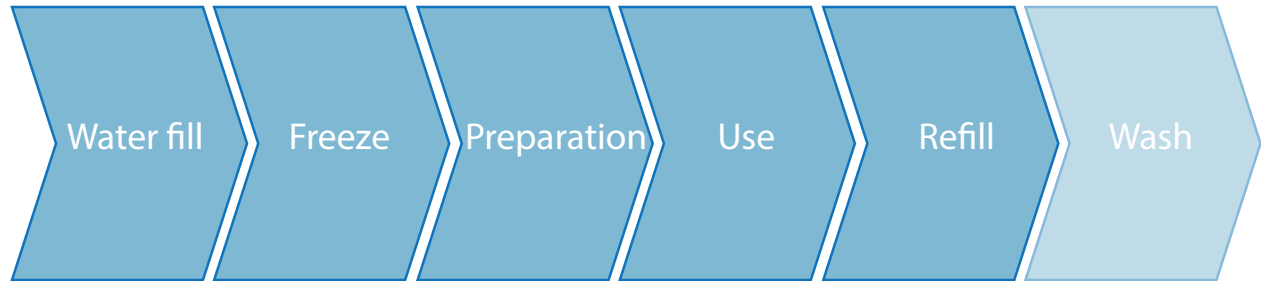 Water fill
Freeze
Preparation
Use
Refill
Wash